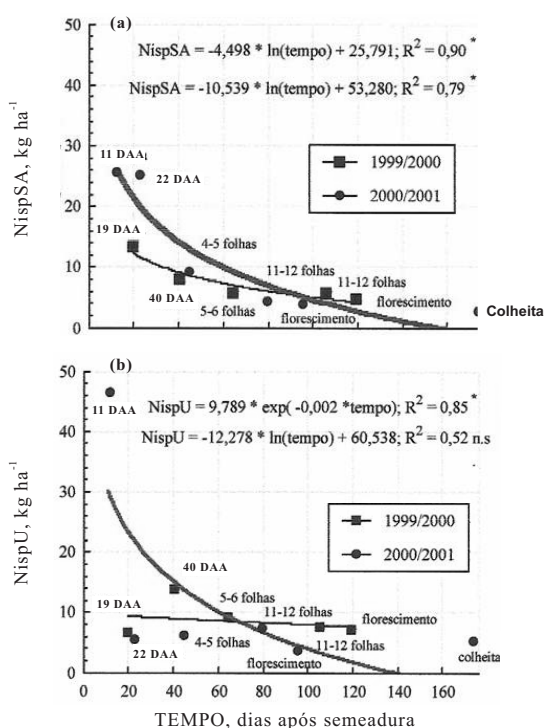 (a)
NispSA = -4,498 * ln(tempo) + 25,791; R² = 0,90 *
NispSA = -10,539 * ln(tempo) + 53,280; R² = 0,79 *
50
40
30
20
10
0
NispSA, kg ha⁻¹
1999/2000
2000/2001
11 DAA
22 DAA
19 DAA
4-5 folhas
11-12 folhas
11-12 folhas
40 DAA
5-6 folhas
florescimento
florescimento
Colheita
(b)
NispU = 9,789 * exp( -0,002 *tempo); R² = 0,85 *
NispU = -12,278 * ln(tempo) + 60,538; R² = 0,52 n.s
50
40
30
20
10
0
NispU, kg ha⁻¹
1999/2000
2000/2001
11 DAA
40 DAA
19 DAA
5-6 folhas
11-12 folhas
florescimento
22 DAA
4-5 folhas
11-12 folhas
florescimento
colheita
0 20 40 60 80 100 120 140 160
TEMPO, dias após semeadura